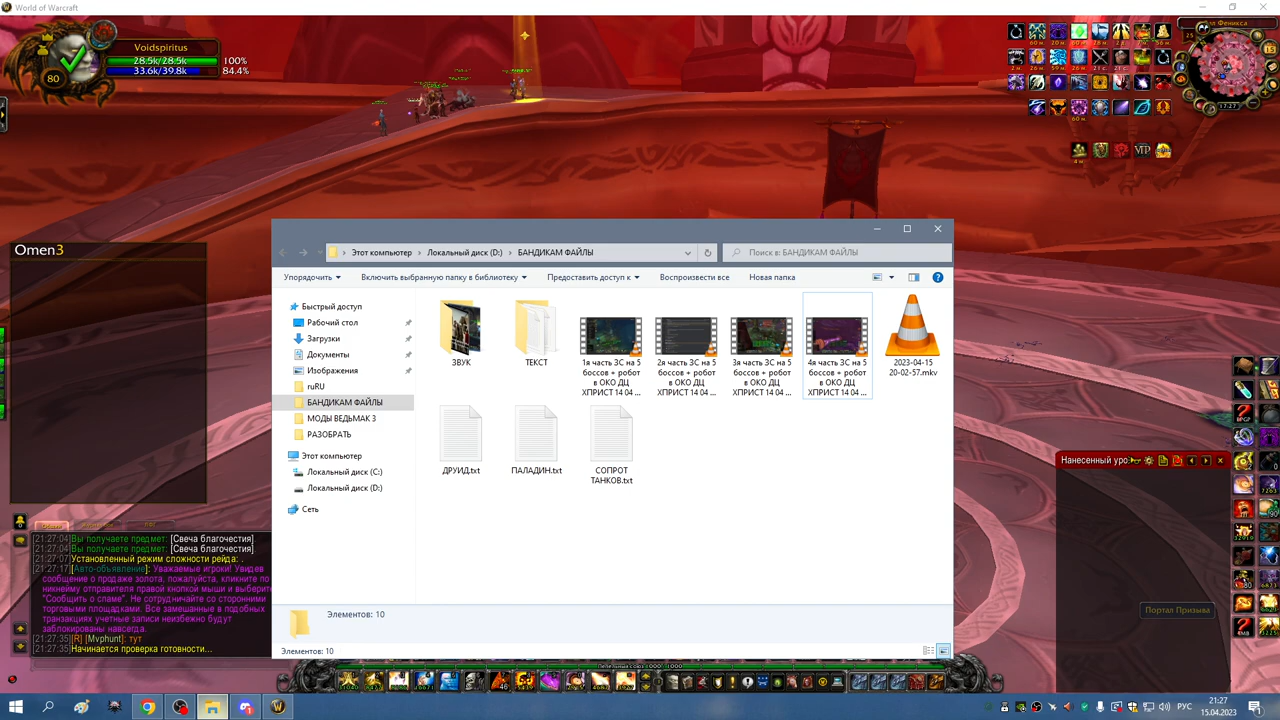 World of Warcraft
Voidspiritus
28.5k/28.5k 100%
33.6k/39.8k 84.4%
80
17:27
VIP
Omen3
Этот компьютер
Локальный диск (D:)
БАНДИКАМ ФАЙЛЫ
Поиск в: БАНДИКАМ ФАЙЛЫ
Упорядочить
Включить выбранную папку в библиотеку
Предоставить доступ к
Воспроизвести все
Новая папка
Быстрый доступ
Рабочий стол
Загрузки
Документы
Изображения
ruRU
БАНДИКАМ ФАЙЛЫ
МОДЫ ВЕДЬМАК 3
РАЗОБРАТЬ
Этот компьютер
Локальный диск (C:)
Локальный диск (D:)
Сеть
ЗВУК
ТЕКСТ
1я часть ЗС на 5
боссов + робот
в ОКО ДЦ
ХПРИСТ 14 04 ...
2я часть ЗС на 5
боссов + робот
в ОКО ДЦ
ХПРИСТ 14 04 ...
3я часть ЗС на 5
боссов + робот
в ОКО ДЦ
ХПРИСТ 14 04 ...
4я часть ЗС на 5
боссов + робот
в ОКО ДЦ
ХПРИСТ 14 04 ...
2023-04-15
20-02-57.mkv
ДРУИД.txt
ПАЛАДИН.txt
СОПРОТ
ТАНКОВ.txt
Элементов: 10
Элементов: 10
Нанесенный уро
Портал Призыва
21:27:04]Вы получаете предмет: [Свеча благочестия].
[21:27:04]Вы получаете предмет: [Свеча благочестия].
[21:27:07]Установленный режим сложности рейда: .
[21:27:17][Авто-объявление]: Уважаемые игроки! Увидев
сообщение о продаже золота, пожалуйста, кликните по
никнейму отправителя правой кнопкой мыши и выберите
"Сообщить о спаме". Не сотрудничайте со сторонними
торговыми площадками. Все замешанные в подобных
транзакциях учетные записи неизбежно будут
заблокированы навсегда.
[21:27:35][R] [Mvphunt]: тут
[21:27:35]Начинается проверка готовности...
РУС
21:27
15.04.2023